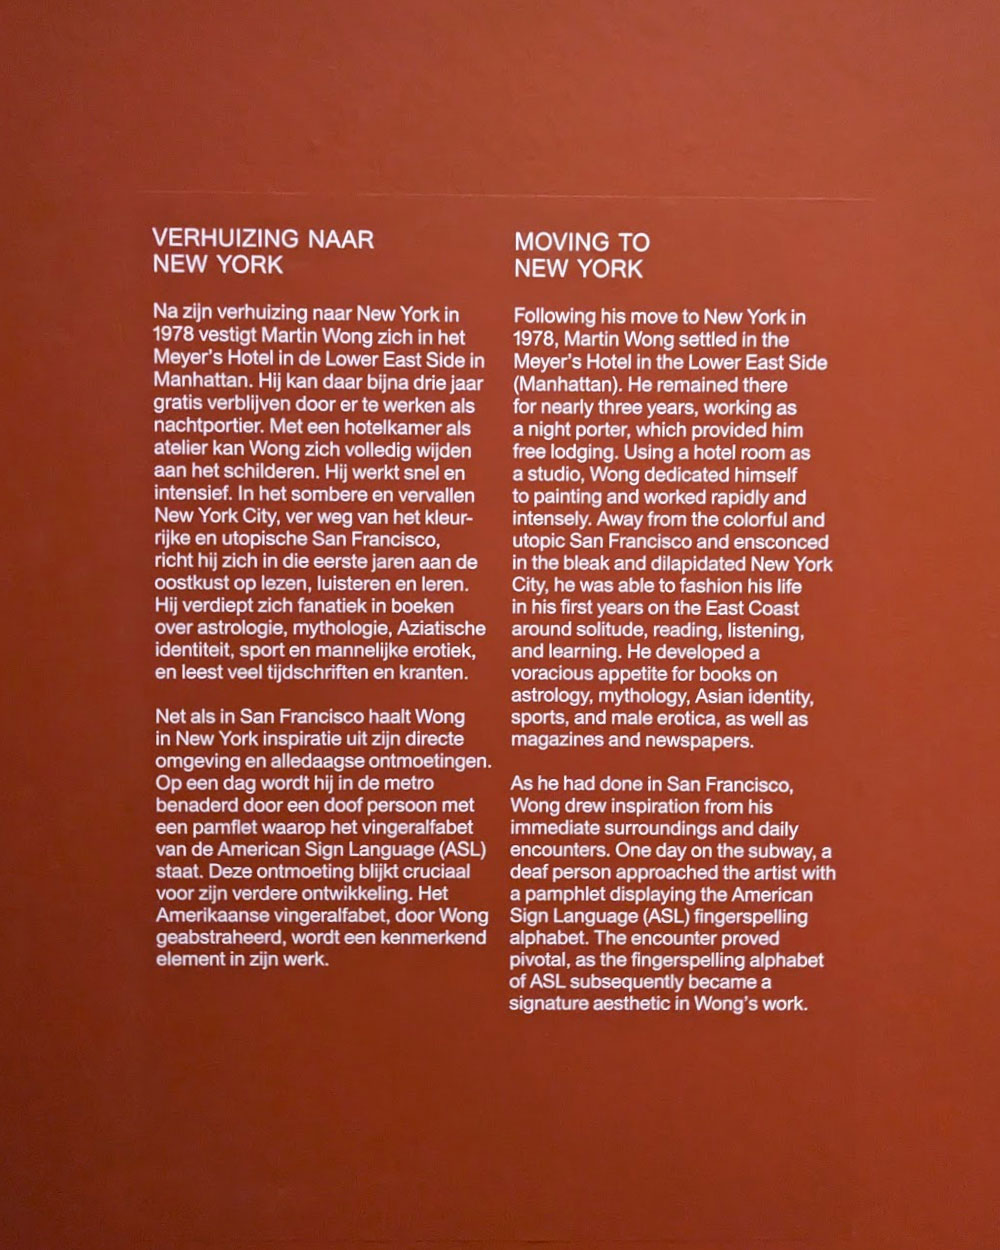 VERHUIZING NAAR
NEW YORK
Na zijn verhuizing naar New York in
1978 vestigt Martin Wong zich in het
Meyer's Hotel in de Lower East Side in
Manhattan. Hij kan daar bijna drie jaar
gratis verblijven door er te werken als
nachtportier. Met een hotelkamer als
atelier kan Wong zich volledig wijden
aan het schilderen. Hij werkt snel en
intensief. In het sombere en vervallen
New York City, ver weg van het kleur-
rijke en utopische San Francisco,
richt hij zich in die eerste jaren aan de
oostkust op lezen, luisteren en leren.
Hij verdiept zich fanatiek in boeken
over astrologie, mythologie, Aziatische
identiteit, sport en mannelijke erotiek,
en leest veel tijdschriften en kranten.
Net als in San Francisco haalt Wong
in New York inspiratie uit zijn directe
omgeving en alledaagse ontmoetingen.
Op een dag wordt hij in de metro
benaderd door een doof persoon met
een pamflet waarop het vingeralfabet
van de American Sign Language (ASL)
staat. Deze ontmoeting blijkt cruciaal
voor zijn verdere ontwikkeling. Het
Amerikaanse vingeralfabet, door Wong
geabstraheerd, wordt een kenmerkend
element in zijn werk.
MOVING TO
NEW YORK
Following his move to New York in
1978, Martin Wong settled in the
Meyer's Hotel in the Lower East Side
(Manhattan). He remained there
for nearly three years, working as
a night porter, which provided him
free lodging. Using a hotel room as
a studio, Wong dedicated himself
to painting and worked rapidly and
intensely. Away from the colorful and
utopic San Francisco and ensconced
in the bleak and dilapidated New York
City, he was able to fashion his life
in his first years on the East Coast
around solitude, reading, listening,
and learning. He developed a
voracious appetite for books on
astrology, mythology, Asian identity,
sports, and male erotica, as well as
magazines and newspapers.
As he had done in San Francisco,
Wong drew inspiration from his
immediate surroundings and daily
encounters. One day on the subway, a
deaf person approached the artist with
a pamphlet displaying the American
Sign Language (ASL) fingerspelling
alphabet. The encounter proved
pivotal, as the fingerspelling alphabet
of ASL subsequently became a
signature aesthetic in Wong's work.